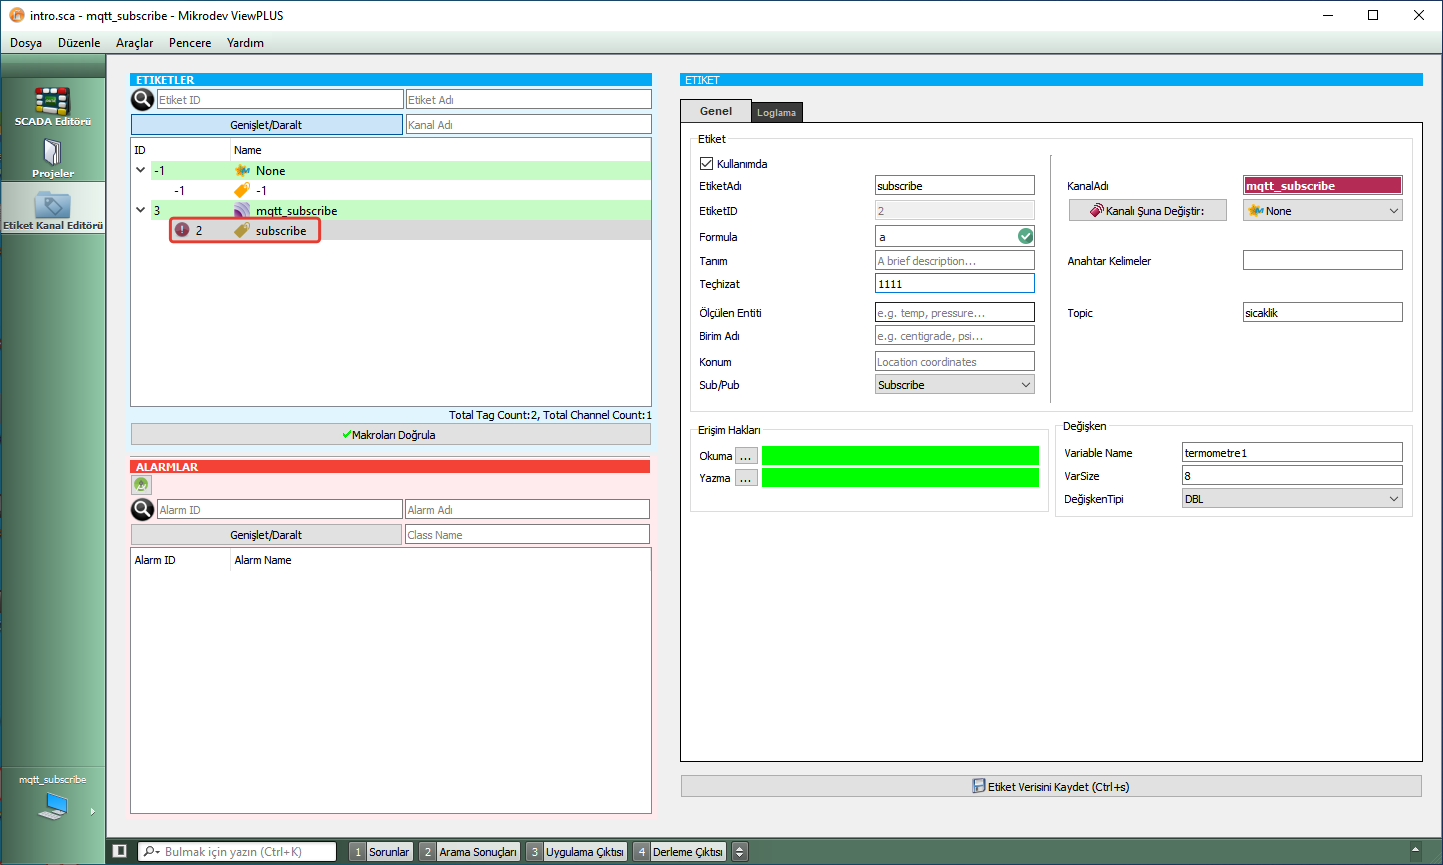 intro.sca - mqtt_subscribe - Mikrodev ViewPLUS
Dosya Düzenle Araçlar Pencere Yardım
SCADA Editörü
Projeler
Etiket Kanal Editörü
mqtt_subscribe
ETIKETLER
Etiket ID Etiket Adı
Genişlet/Daralt Kanal Adı
ID Name
-1 None
-1 -1
3 mqtt_subscribe
2 subscribe
Total Tag Count:2, Total Channel Count:1
Makroları Doğrula
ALARMLAR
Alarm ID Alarm Adı
Genişlet/Daralt Class Name
Alarm ID Alarm Name
ETIKET
Genel Loglama
Etiket
Kullanımda
EtiketAdı subscribe
EtiketID 2
Formula a
Tanım A brief description...
Teçhizat 1111
Ölçülen Entiti e.g. temp, pressure...
Birim Adı e.g. centigrade, psi...
Konum Location coordinates
Sub/Pub Subscribe
KanalAdı mqtt_subscribe
Kanalı Şuna Değiştir: None
Anahtar Kelimeler
Topic sicaklik
Erişim Hakları
Okuma ...
Yazma ...
Değişken
Variable Name termometre1
VarSize 8
DeğişkenTipi DBL
Etiket Verisini Kaydet (Ctrl+s)
Bulmak için yazın (Ctrl+K) 1 Sorunlar 2 Arama Sonuçları 3 Uygulama Çıktısı 4 Derleme Çıktısı